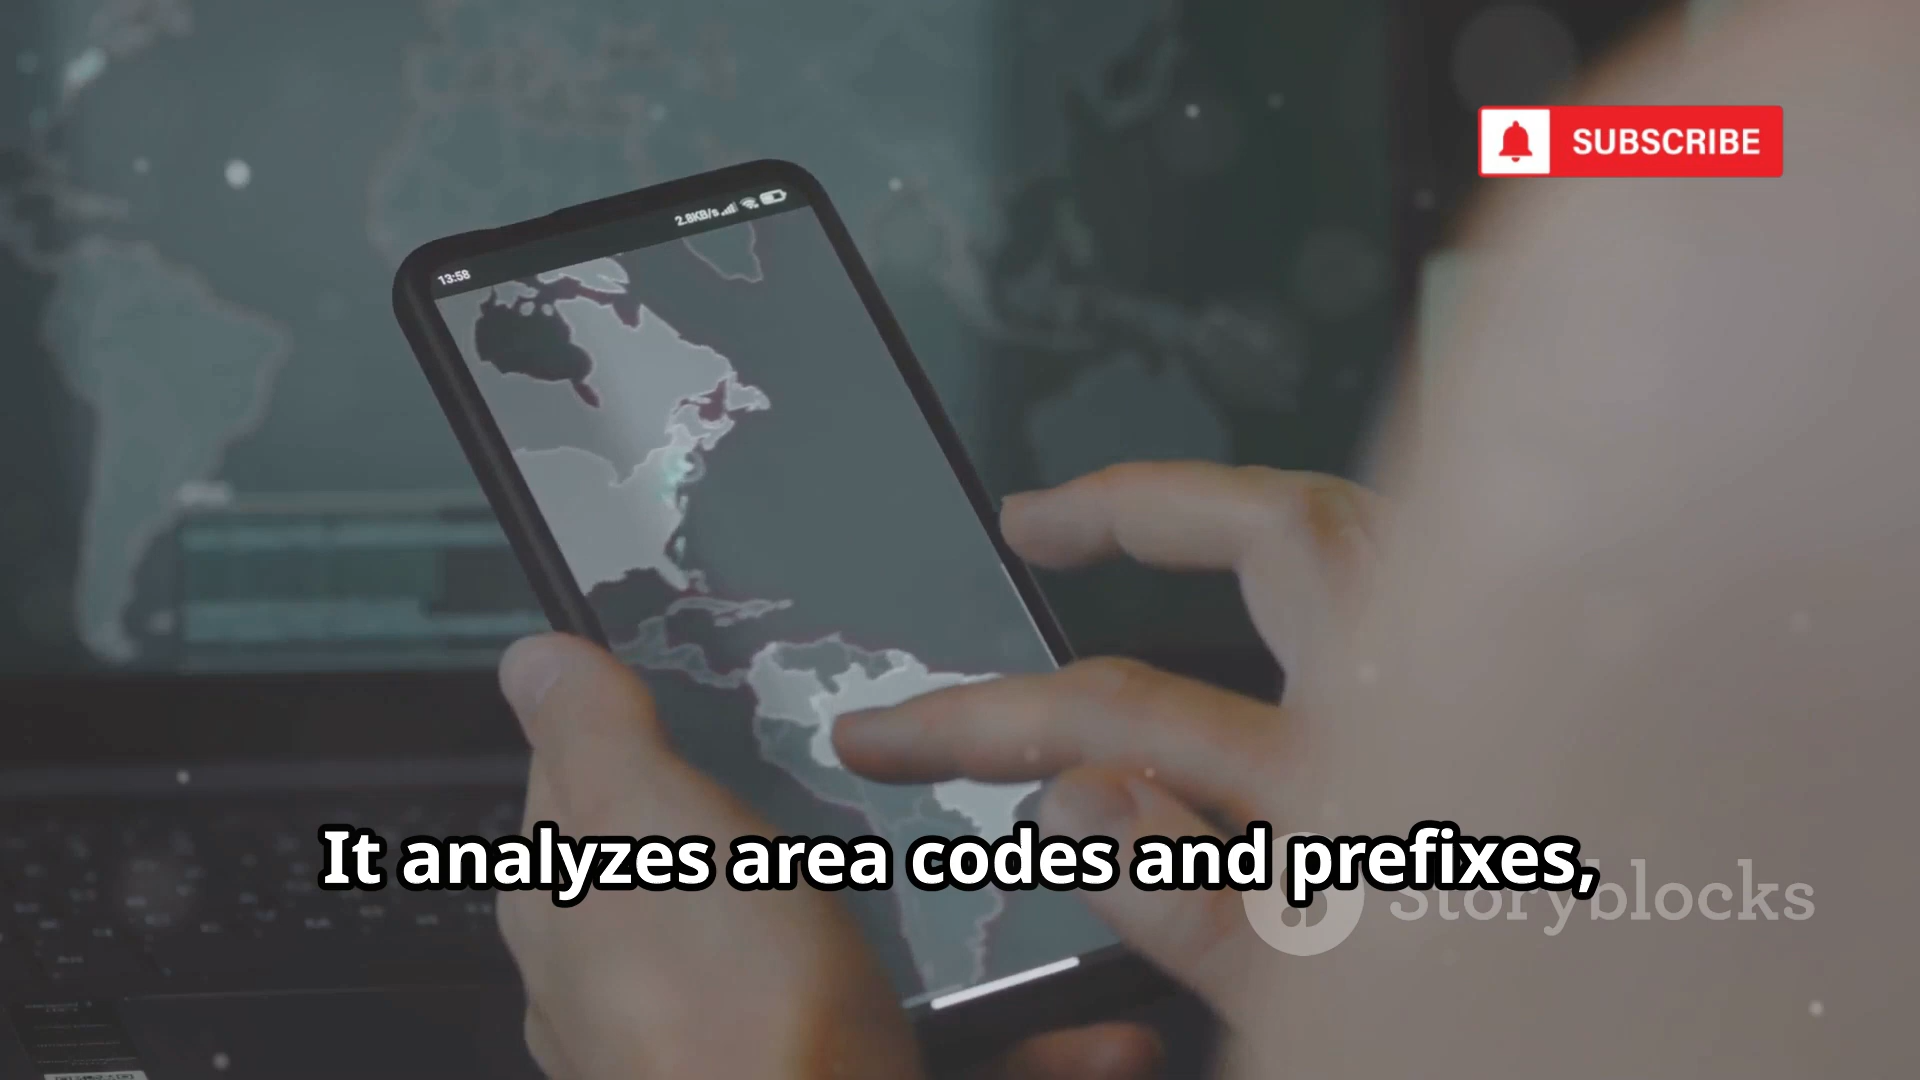 SUBSCRIBE
2.8KB/s
13:58
It analyzes area codes and prefixes,
Storyblocks